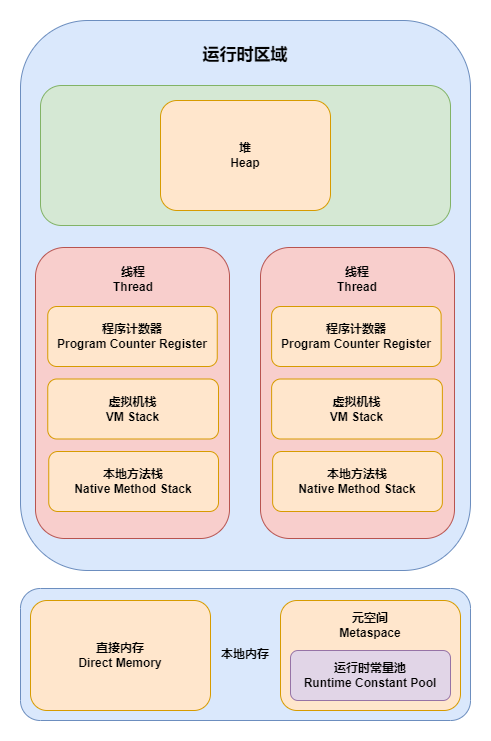 运行时区域
堆
Heap
线程
Thread
程序计数器
Program Counter Register
虚拟机栈
VM Stack
本地方法栈
Native Method Stack
线程
Thread
程序计数器
Program Counter Register
虚拟机栈
VM Stack
本地方法栈
Native Method Stack
直接内存
Direct Memory
本地内存
元空间
Metaspace
运行时常量池
Runtime Constant Pool